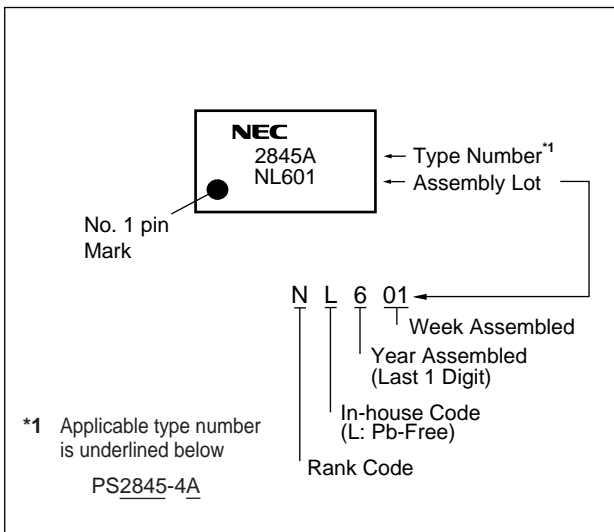 NEC
2845A
NL601
Type Number*1
Assembly Lot
No. 1 pin
Mark
N L 6 01
Week Assembled
Year Assembled
(Last 1 Digit)
In-house Code
(L: Pb-Free)
Rank Code
*1 Applicable type number
is underlined below
PS2845-4A